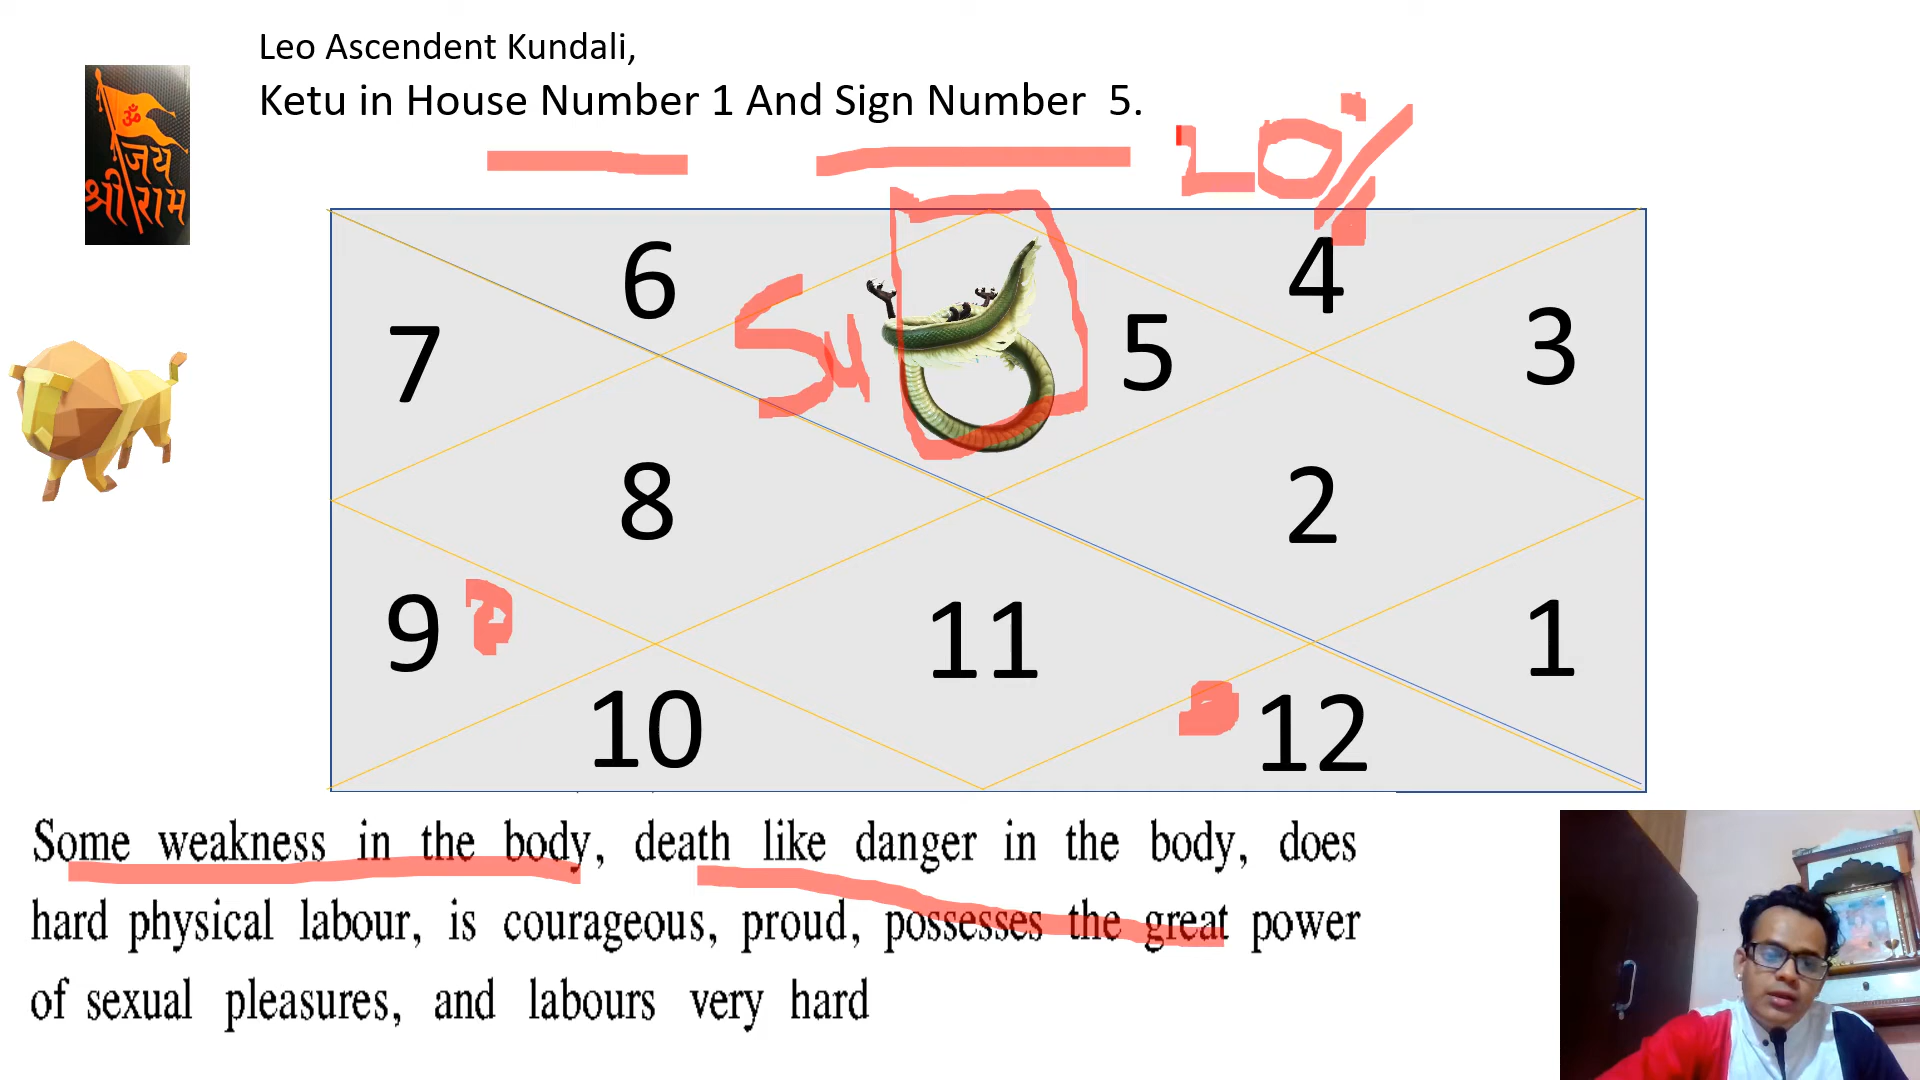 Leo Ascendent Kundali,
Ketu in House Number 1 And Sign Number 5.
ॐ
जय
श्री राम
LO%
6
4
Su
7
5
3
8
2
9
11
1
10
12
Some weakness in the body, death like danger in the body, does
hard physical labour, is courageous, proud, possesses the great power
of sexual pleasures, and labours very hard